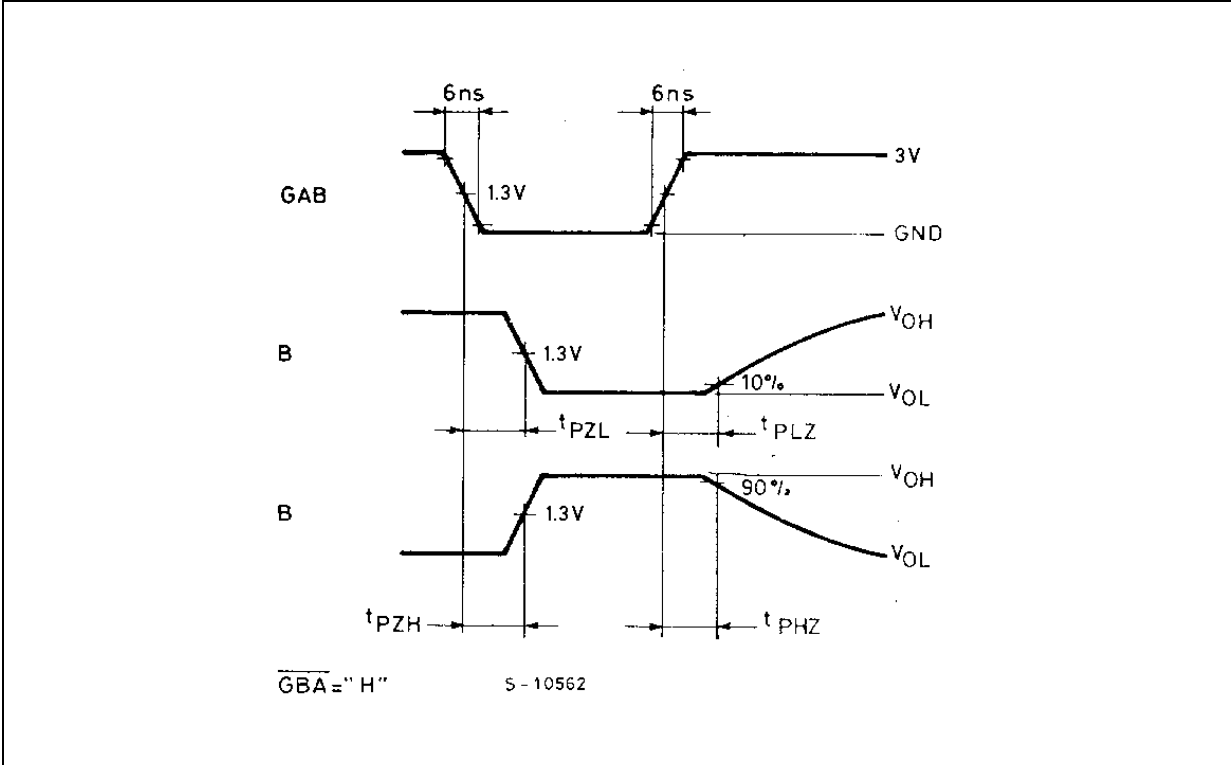 6ns 6ns
3V
GAB 1.3V
GND
VOH
B 1.3V
10%
VOL
tPZL tPLZ
VOH
90%
B 1.3V
VOL
tPZH tPHZ
GBA="H" S-10562